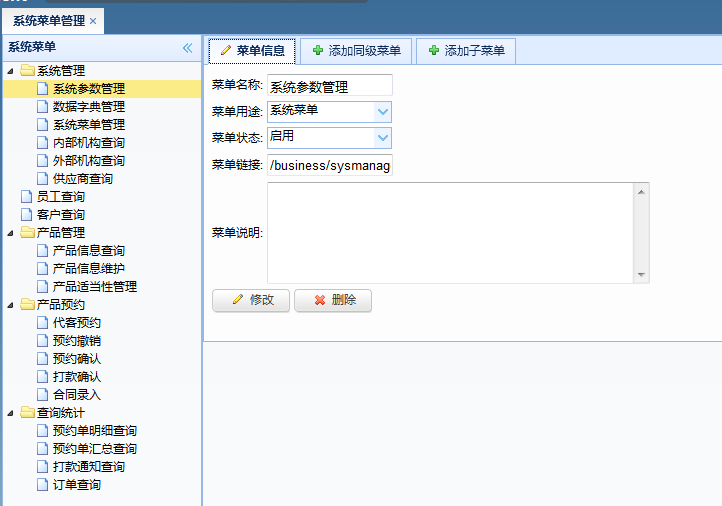 系统菜单管理
系统菜单
系统管理
系统参数管理
数据字典管理
系统菜单管理
内部机构查询
外部机构查询
供应商查询
员工查询
客户查询
产品管理
产品信息查询
产品信息维护
产品适当性管理
产品预约
代客预约
预约撤销
预约确认
打款确认
合同录入
查询统计
预约单明细查询
预约单汇总查询
打款通知查询
订单查询
菜单信息 添加同级菜单 添加子菜单
菜单名称: 系统参数管理
菜单用途: 系统菜单
菜单状态: 启用
菜单链接: /business/sysmanag
菜单说明:
修改 删除